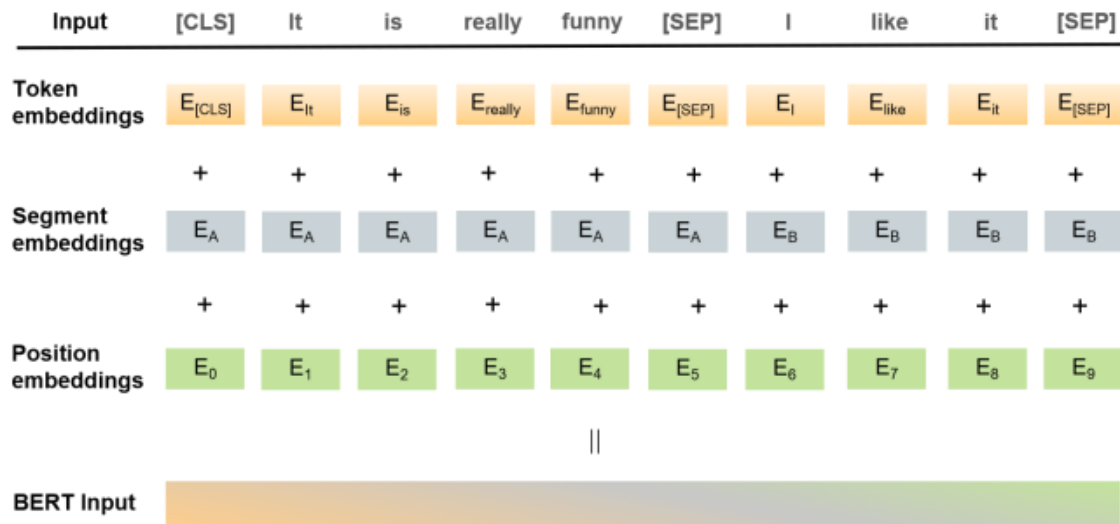 Input [CLS] It is really funny [SEP] I like it [SEP]
Token embeddings E[CLS] EIt Eis Ereally Efunny E[SEP] EI Elike Eit E[SEP]
+ + + + + + + + + +
Segment embeddings EA EA EA EA EA EA EB EB EB EB
+ + + + + + + + + +
Position embeddings E0 E1 E2 E3 E4 E5 E6 E7 E8 E9
||
BERT Input